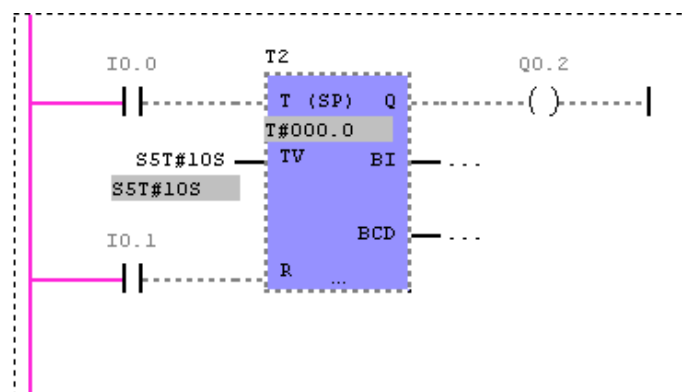 I0.0
T2
Q0.2
T (SP) Q
T#000.0
S5T#10S TV BI ...
S5T#10S
BCD ...
I0.1
R ...